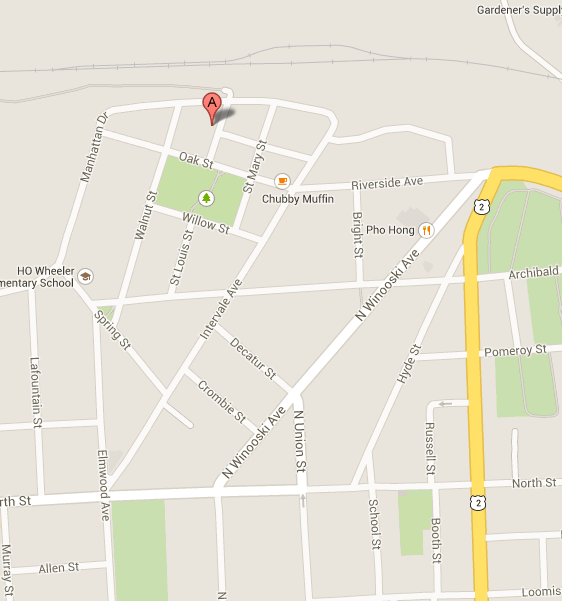 Gardener's Supply
A
Manhattan Dr
Oak St
St Mary St
Riverside Ave
Chubby Muffin
Walnut St
Willow St
Bright St
Pho Hong
2
St Louis St
HO Wheeler
mentary School
Archibald
N Winooski Ave
Intervale Ave
Spring St
Decatur St
Hyde St
Pomeroy St
Lafountain St
Crombie St
N Winooski Ave
N Union St
Russell St
Elmwood Ave
rth St
North St
2
School St
Booth St
Murray St
Allen St
N
Loomis